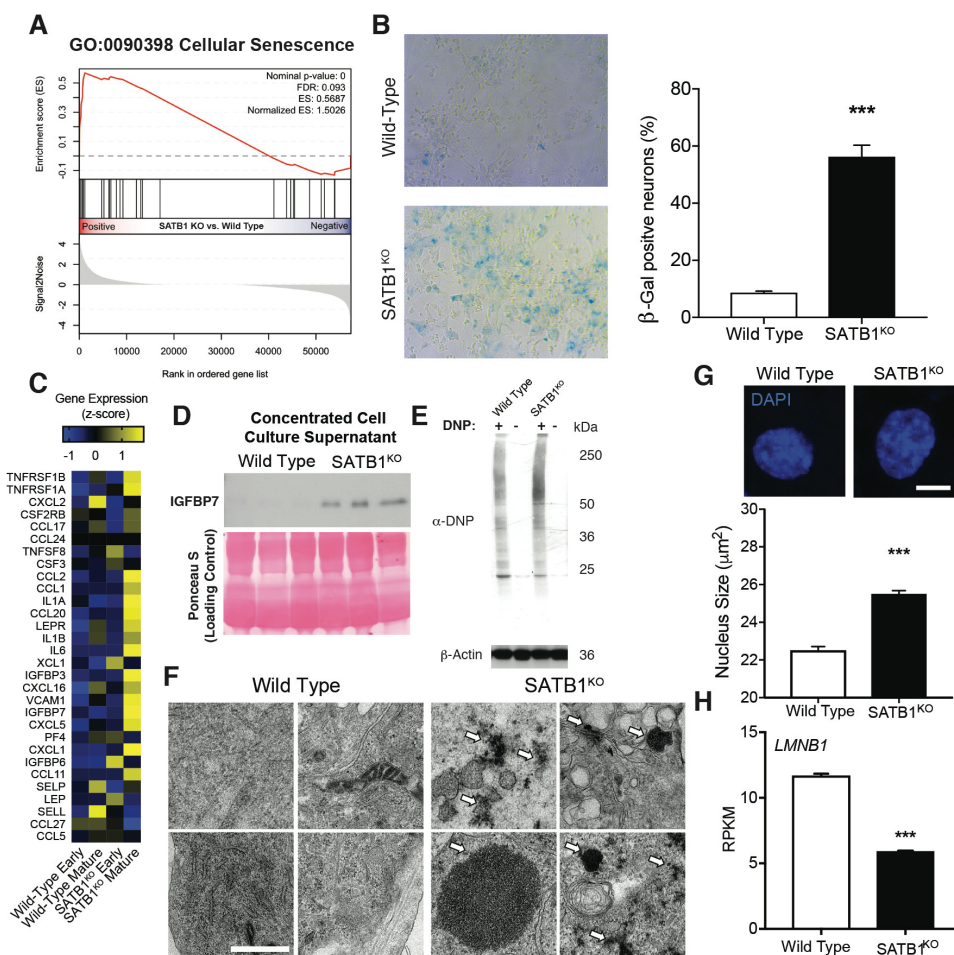 A
GO:0090398 Cellular Senescence
Nominal p-value: 0
FDR: 0.093
ES: 0.5687
Normalized ES: 1.5026
Enrichment score (ES)
0.5
0.3
0.1
-0.1
Positive
SATB1 KO vs. Wild Type
Negative
Signal2Noise
4
2
0
-2
-4
0 10000 20000 30000 40000 50000
Rank in ordered gene list
B
Wild-Type
SATB1KO
β-Gal positve neurons (%)
80
60
40
20
0
***
Wild Type
SATB1KO
C
Gene Expression
(z-score)
-1 0 1
TNFRSF1B
TNFRSF1A
CXCL2
CSF2RB
CCL17
CCL24
TNFSF8
CSF3
CCL2
CCL1
IL1A
CCL20
LEPR
IL1B
IL6
XCL1
IGFBP3
CXCL16
VCAM1
IGFBP7
CXCL5
PF4
CXCL1
IGFBP6
CCL11
SELP
LEP
SELL
CCL27
CCL5
Wild-Type Early
Wild-Type Mature
SATB1KO Early
SATB1KO Mature
D
Concentrated Cell
Culture Supernatant
Wild Type SATB1KO
IGFBP7
Ponceau S
(Loading Control)
E
Wild Type
SATB1KO
DNP: + - + - kDa
250
50
α-DNP
36
25
β-Actin 36
F
Wild Type
SATB1KO
G
Wild Type SATB1KO
DAPI
Nucleus Size (μm2)
30
28
26
24
22
20
***
Wild Type
SATB1KO
H
LMNB1
RPKM
15
10
5
0
***
Wild Type
SATB1KO